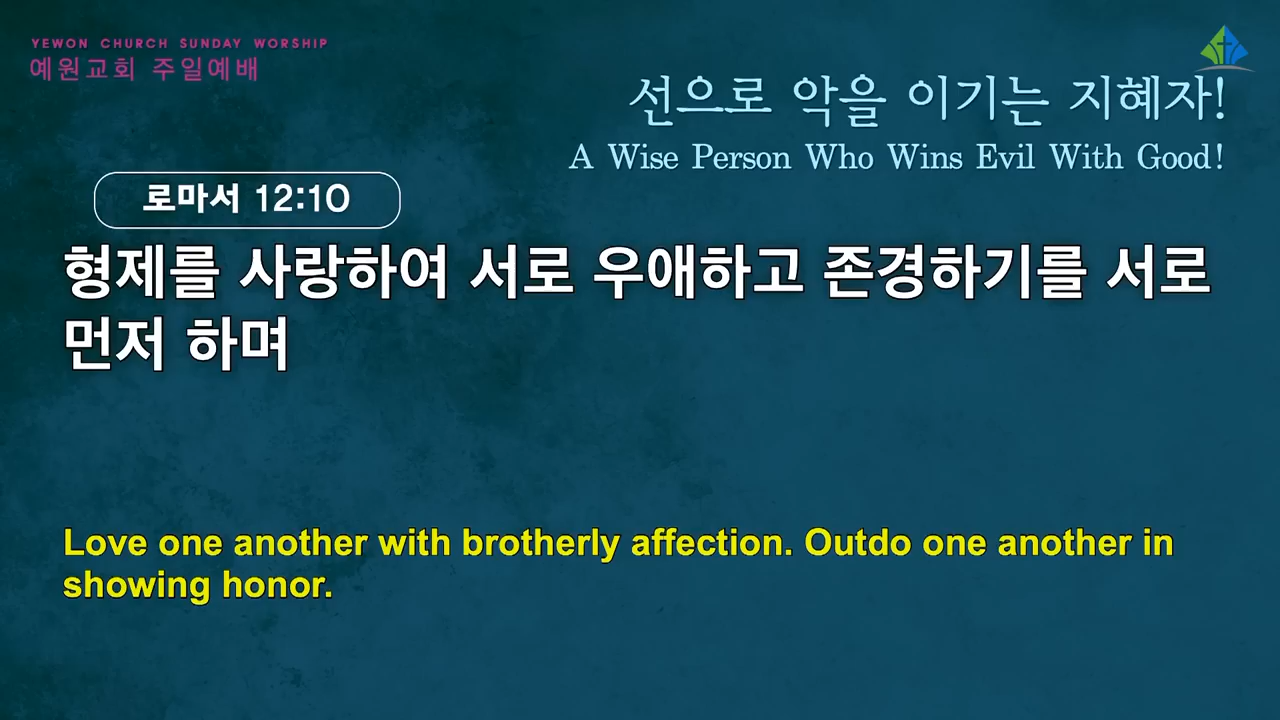 YEWON CHURCH SUNDAY WORSHIP
예원교회 주일예배
선으로 악을 이기는 지혜자!
A Wise Person Who Wins Evil With Good!
로마서 12:10
형제를 사랑하여 서로 우애하고 존경하기를 서로
먼저 하며
Love one another with brotherly affection. Outdo one another in
showing honor.